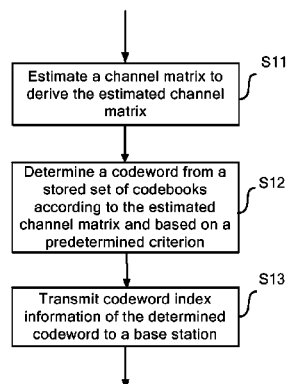 S11
Estimate a channel matrix to
derive the estimated channel
matrix
S12
Determine a codeword from a
stored set of codebooks
according to the estimated
channel matrix and based on a
predetermined criterion
S13
Transmit codeword index
information of the determined
codeword to a base station